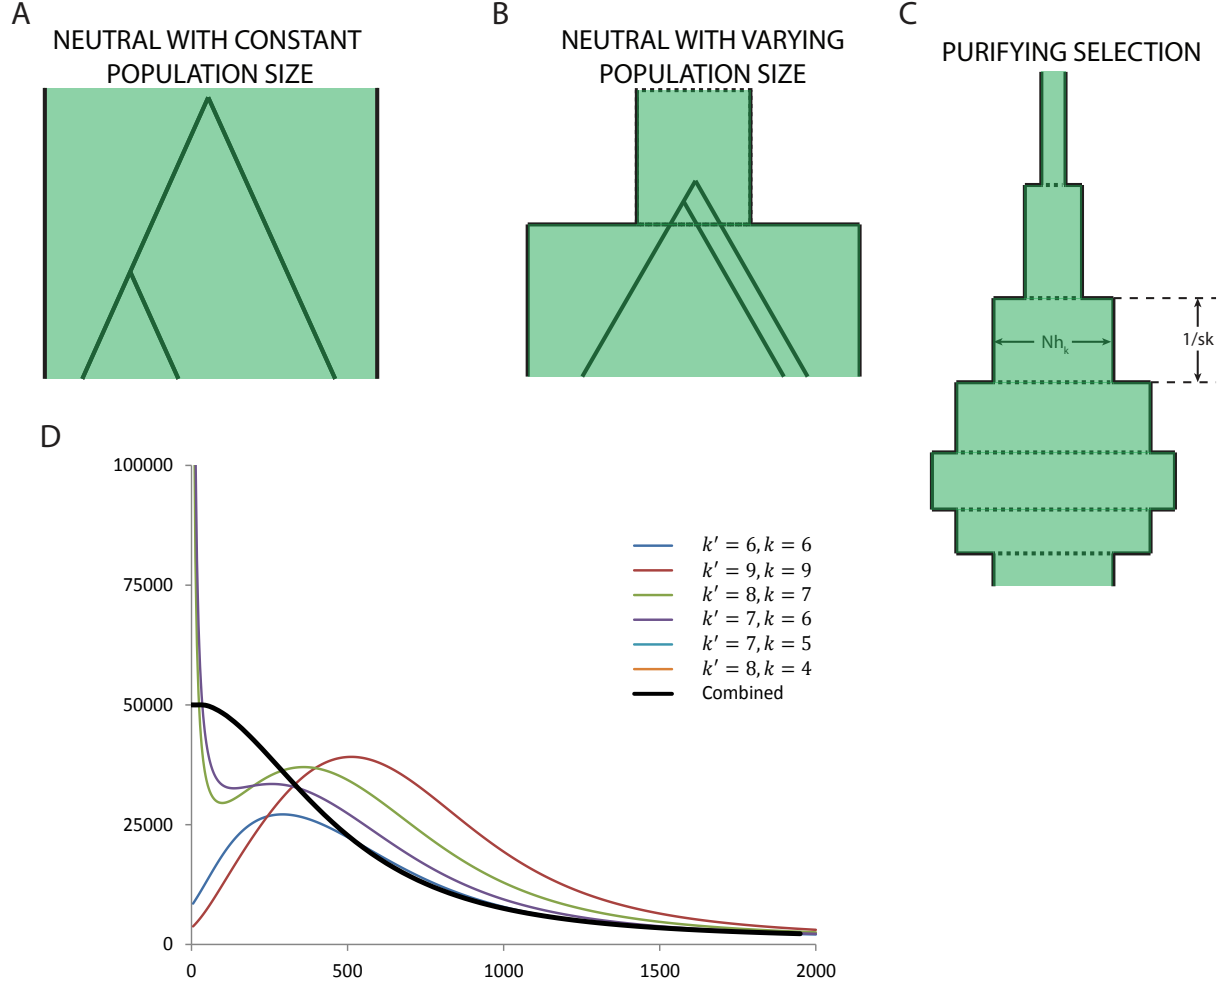 A
NEUTRAL WITH CONSTANT
POPULATION SIZE
B
NEUTRAL WITH VARYING
POPULATION SIZE
C
PURIFYING SELECTION
Nhₖ
1/sk
D
100000
75000
50000
25000
0
0
500
1000
1500
2000
k′ = 6, k = 6
k′ = 9, k = 9
k′ = 8, k = 7
k′ = 7, k = 6
k′ = 7, k = 5
k′ = 8, k = 4
Combined